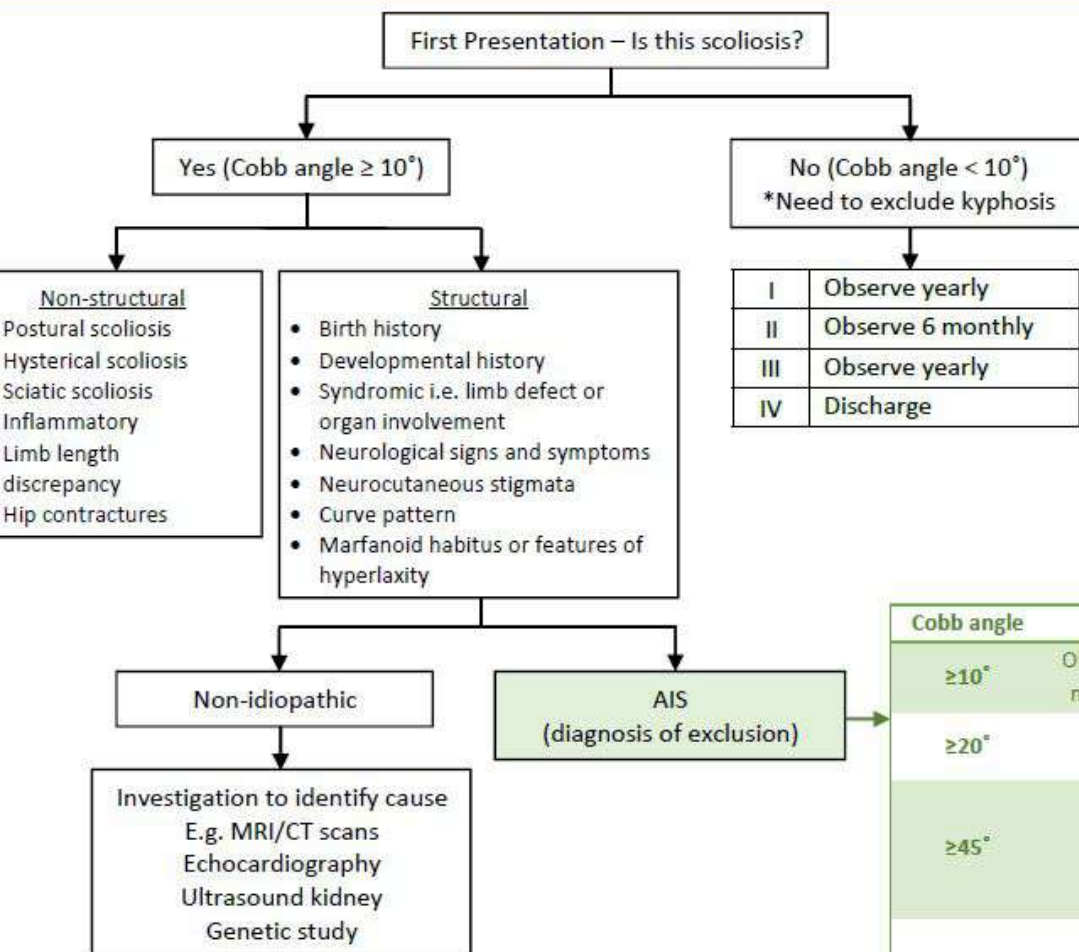 First Presentation – Is this scoliosis?
Yes (Cobb angle ≥ 10˚)
No (Cobb angle < 10˚)
*Need to exclude kyphosis
Non-structural
Postural scoliosis
Hysterical scoliosis
Sciatic scoliosis
Inflammatory
Limb length
discrepancy
Hip contractures
Structural
• Birth history
• Developmental history
• Syndromic i.e. limb defect or
organ involvement
• Neurological signs and symptoms
• Neurocutaneous stigmata
• Curve pattern
• Marfanoid habitus or features of
hyperlaxity
I Observe yearly
II Observe 6 monthly
III Observe yearly
IV Discharge
Non-idiopathic
AIS
(diagnosis of exclusion)
Investigation to identify cause
E.g. MRI/CT scans
Echocardiography
Ultrasound kidney
Genetic study
Cobb angle
≥10˚
≥20˚
≥45˚